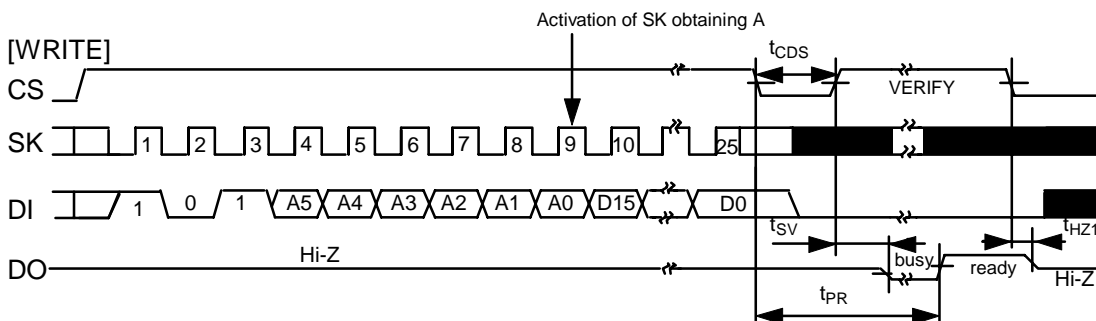 Activation of SK obtaining A
[WRITE]
tCDS
CS
VERIFY
SK 1 2 3 4 5 6 7 8 9 10 25
DI 1 0 1 A5 A4 A3 A2 A1 A0 D15 D0
tSV
tHZ1
DO Hi-Z busy ready Hi-Z
tPR